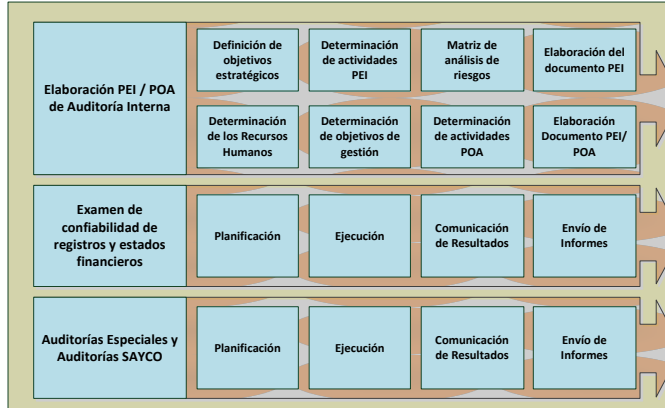 Elaboración PEI / POA
de Auditoría Interna
Definición de
objetivos
estratégicos
Determinación
de actividades
PEI
Matriz de
análisis de
riesgos
Elaboración del
documento PEI
Determinación
de los Recursos
Humanos
Determinación
de objetivos de
gestión
Determinación
de actividades
POA
Elaboración
Documento PEI/
POA
Examen de
confiabilidad de
registros y estados
financieros
Planificación
Ejecución
Comunicación
de Resultados
Envío de
Informes
Auditorías Especiales y
Auditorías SAYCO
Planificación
Ejecución
Comunicación
de Resultados
Envío de
Informes